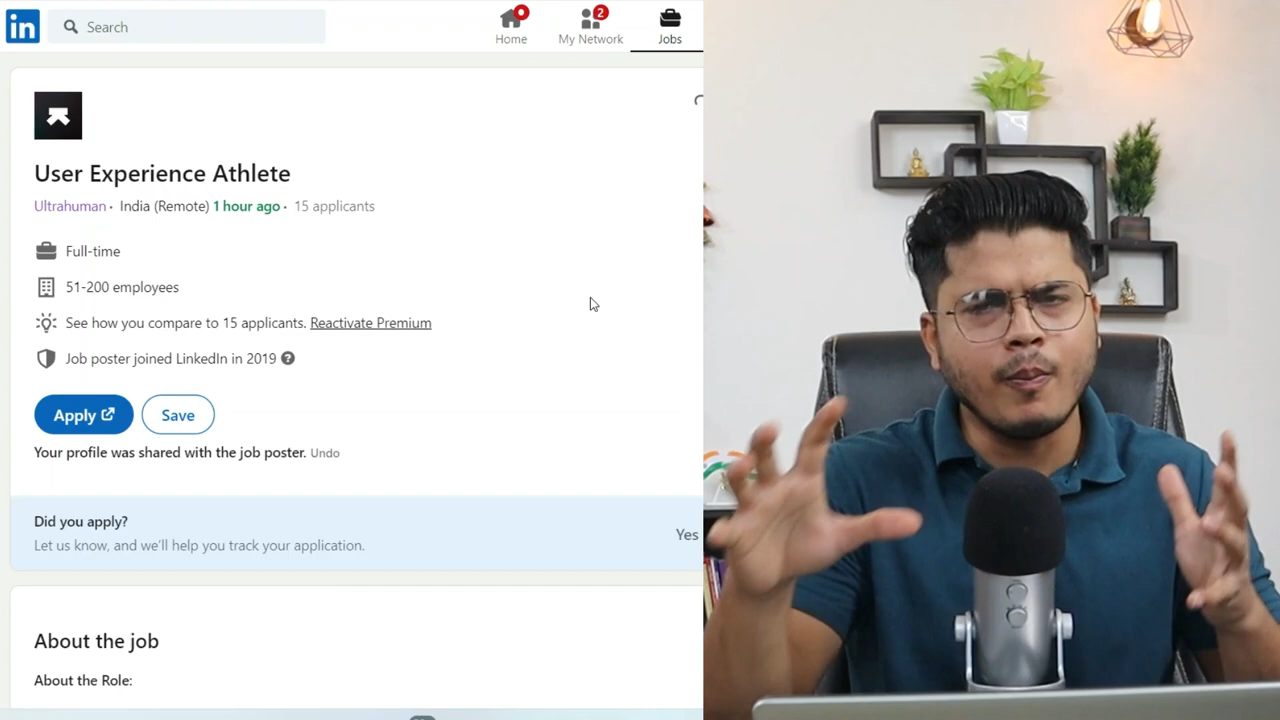 in
Search
Home
2
My Network
Jobs
User Experience Athlete
Ultrahuman · India (Remote) 1 hour ago · 15 applicants
Full-time
51-200 employees
See how you compare to 15 applicants. Reactivate Premium
Job poster joined LinkedIn in 2019 ?
Apply
Save
Your profile was shared with the job poster. Undo
Did you apply?
Let us know, and we'll help you track your application.
Yes
About the job
About the Role: